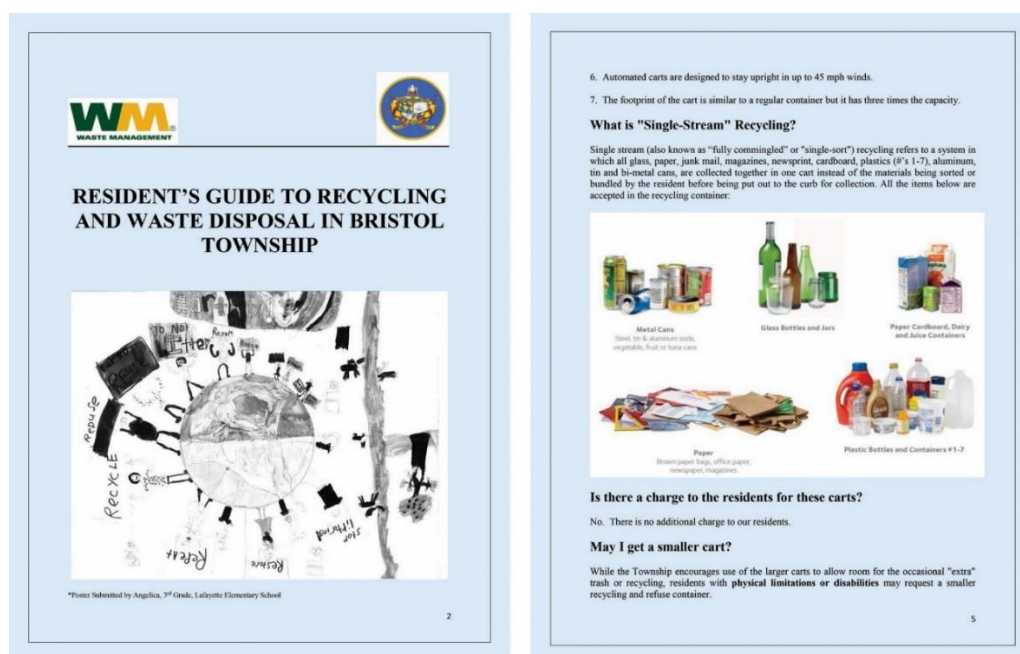 WM
WASTE MANAGEMENT
RESIDENT'S GUIDE TO RECYCLING
AND WASTE DISPOSAL IN BRISTOL
TOWNSHIP
Do Not
litter
Reuse
RECYCLE
Repeat
Restore
Stop
*Poster Submitted by Angelica, 3rd Grade, Lafayette Elementary School
2
6. Automated carts are designed to stay upright in up to 45 mph winds.
7. The footprint of the cart is similar to a regular container but it has three times the capacity.
What is "Single-Stream" Recycling?
Single stream (also known as "fully commingled" or "single-sort") recycling refers to a system in
which all glass, paper, junk mail, magazines, newsprint, cardboard, plastics (#'s 1-7), aluminum,
tin and bi-metal cans, are collected together in one cart instead of the materials being sorted or
bundled by the resident before being put out to the curb for collection. All the items below are
accepted in the recycling container:
Metal Cans
Steel, tin & aluminum soda,
vegetable, fruit or tuna cans
Glass Bottles and Jars
Paper Cardboard, Dairy
and Juice Containers
Paper
Brown paper bags, office paper,
newspaper, magazines
Plastic Bottles and Containers #1-7
Is there a charge to the residents for these carts?
No. There is no additional charge to our residents.
May I get a smaller cart?
While the Township encourages use of the larger carts to allow room for the occasional "extra"
trash or recycling, residents with physical limitations or disabilities may request a smaller
recycling and refuse container.
5